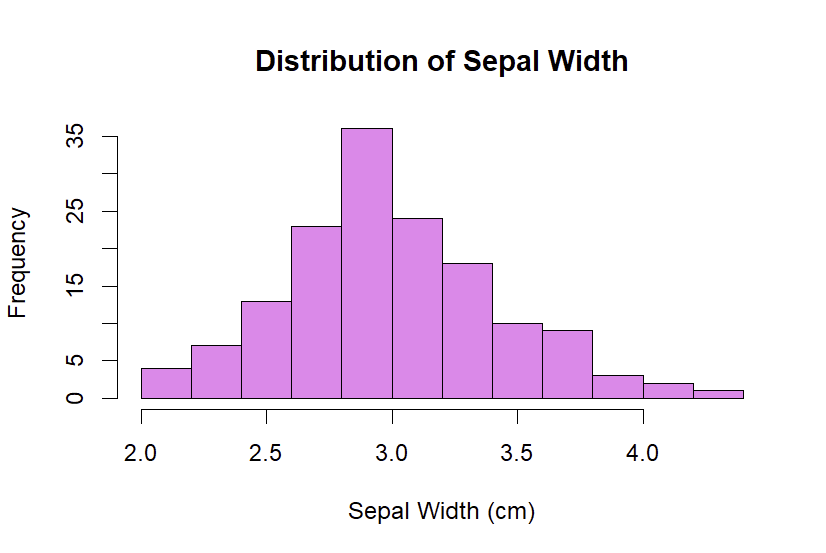 Distribution of Sepal Width
Frequency
35
25
15
5
0
2.0 2.5 3.0 3.5 4.0
Sepal Width (cm)